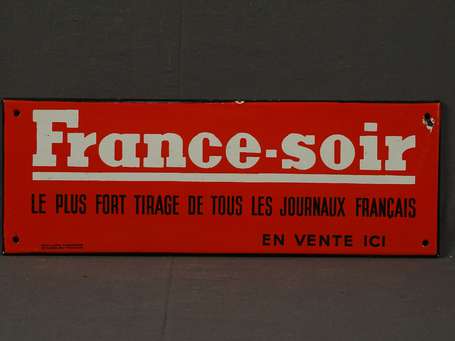 France-soir
LE PLUS FORT TIRAGE DE TOUS LES JOURNAUX FRANÇAIS
EN VENTE ICI